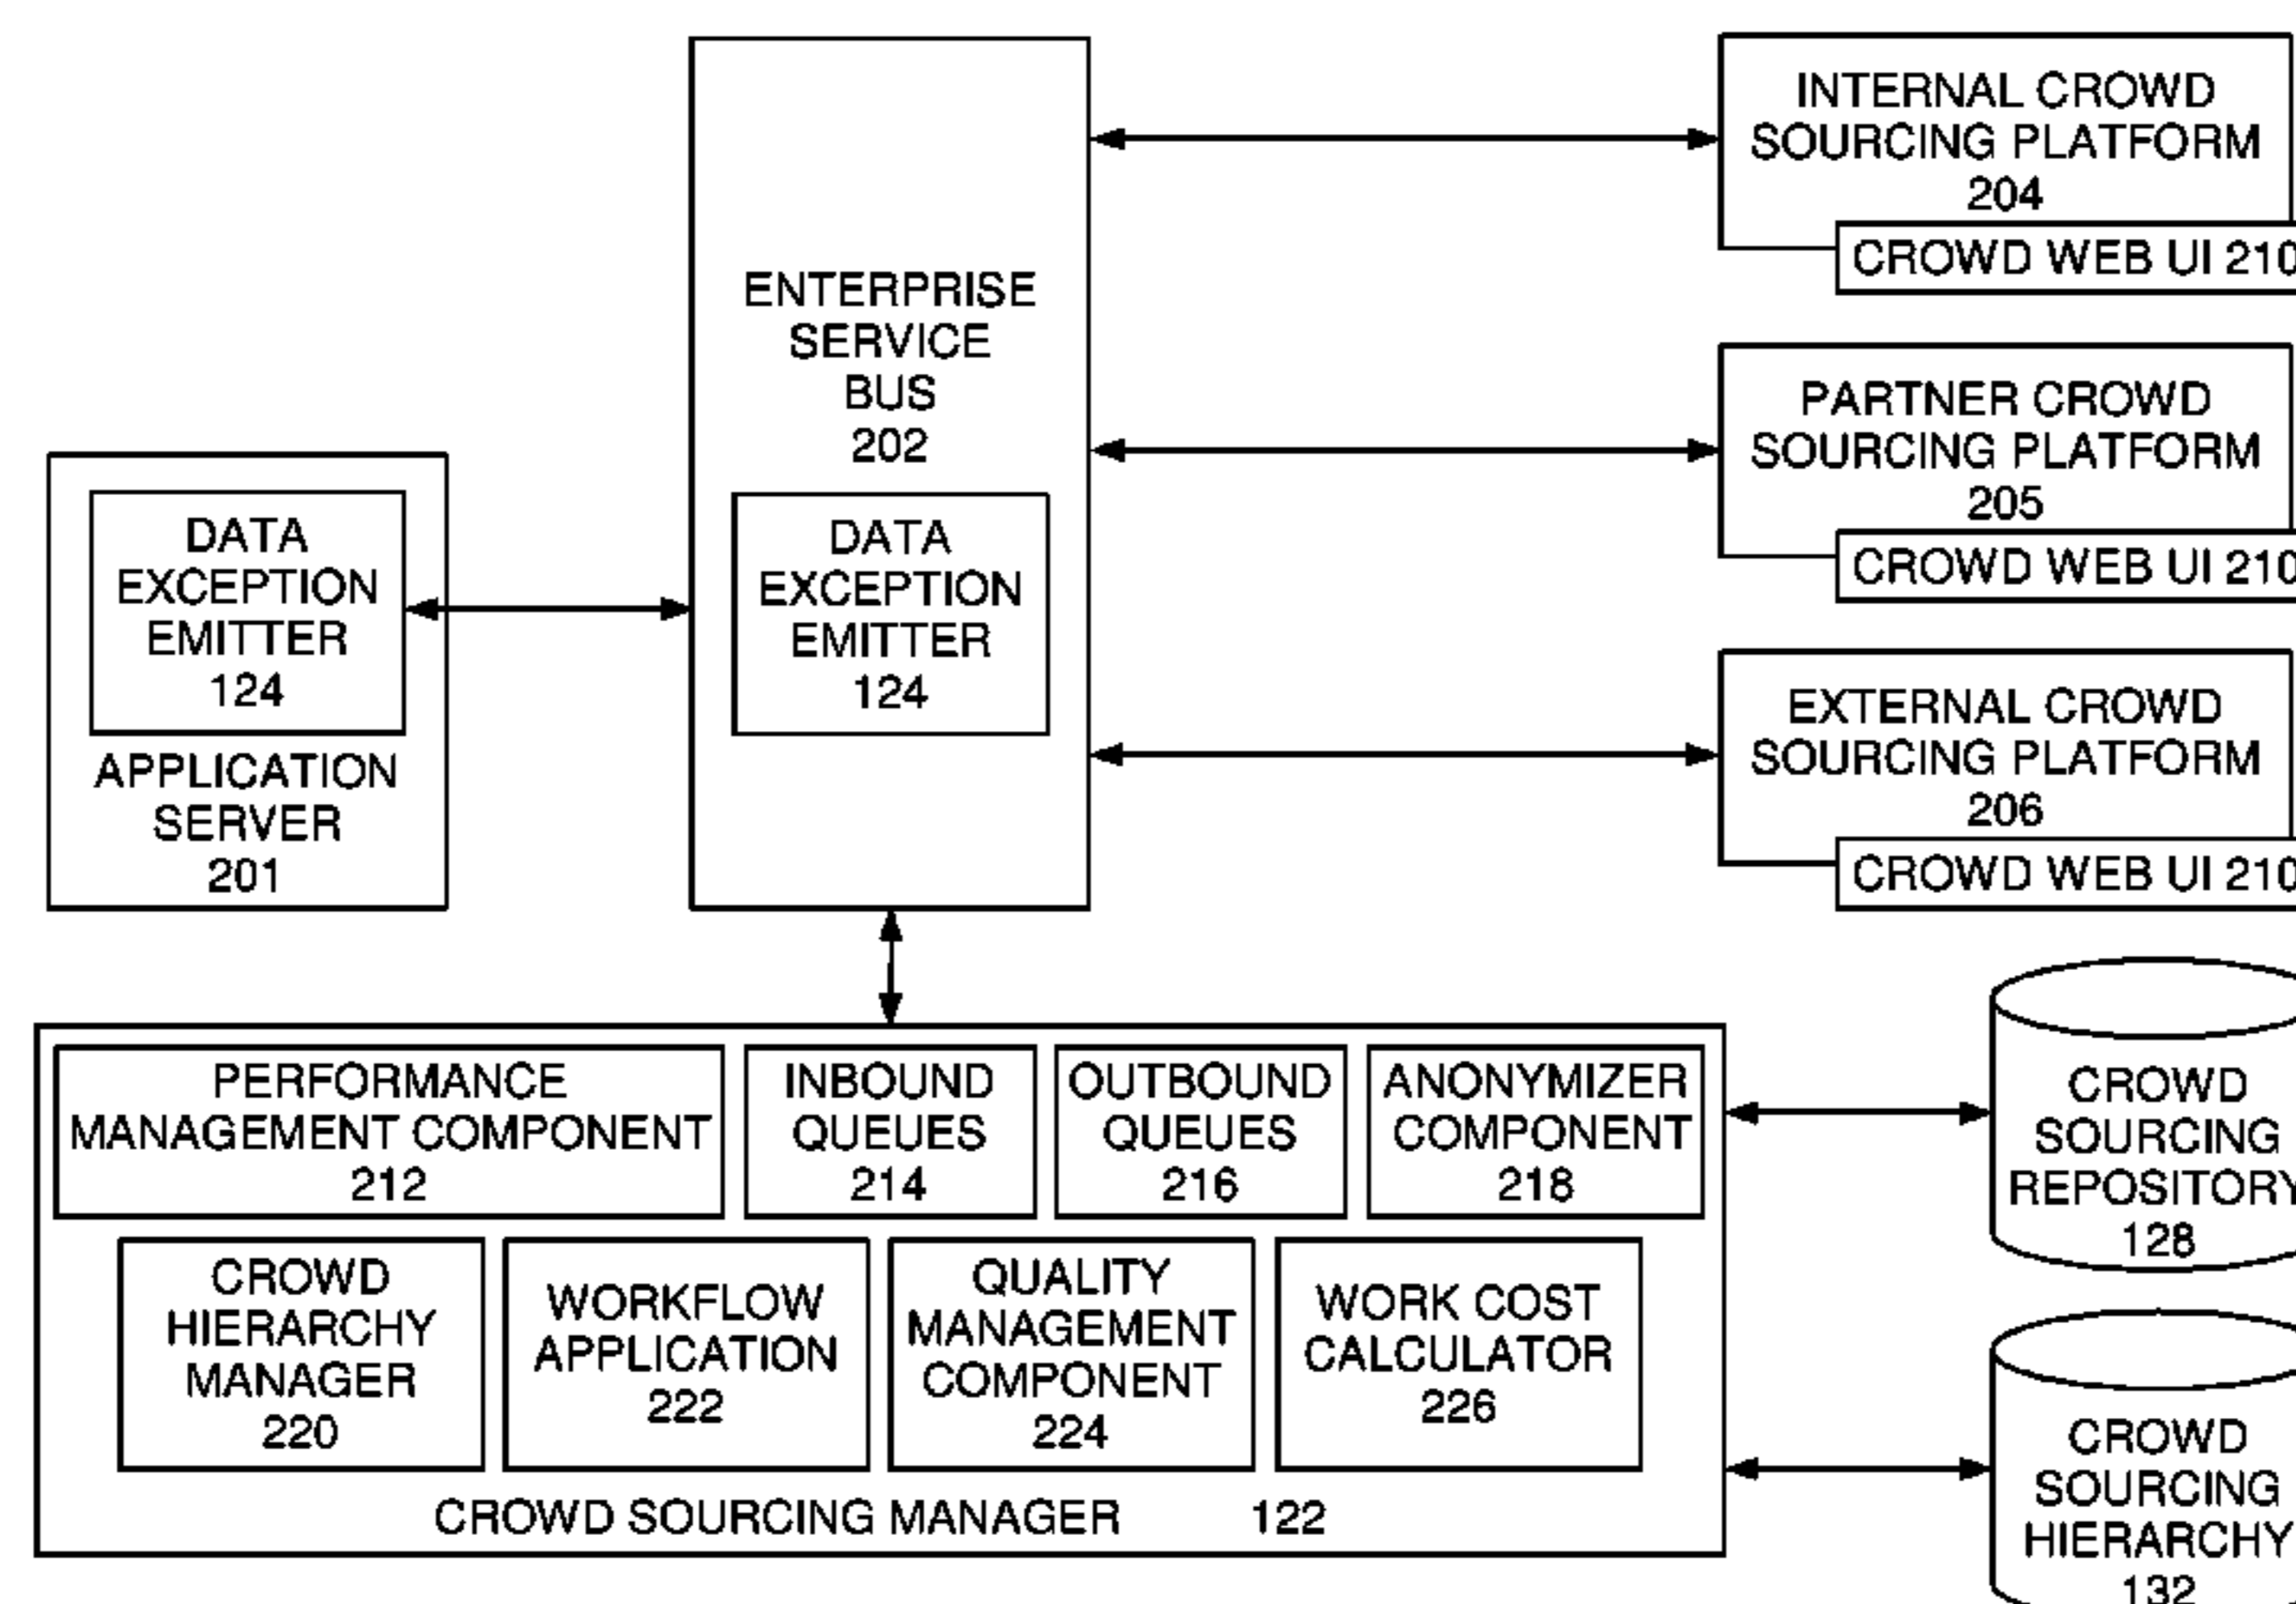 INTERNAL CROWD
SOURCING PLATFORM
204
CROWD WEB UI 210
ENTERPRISE
SERVICE
BUS
202
PARTNER CROWD
SOURCING PLATFORM
205
CROWD WEB UI 210
DATA
EXCEPTION
EMITTER
124
APPLICATION
SERVER
201
DATA
EXCEPTION
EMITTER
124
EXTERNAL CROWD
SOURCING PLATFORM
206
CROWD WEB UI 210
PERFORMANCE
MANAGEMENT COMPONENT
212
INBOUND
QUEUES
214
OUTBOUND
QUEUES
216
ANONYMIZER
COMPONENT
218
CROWD
SOURCING
REPOSITORY
128
CROWD
HIERARCHY
MANAGER
220
WORKFLOW
APPLICATION
222
QUALITY
MANAGEMENT
COMPONENT
224
WORK COST
CALCULATOR
226
CROWD SOURCING MANAGER 122
CROWD
SOURCING
HIERARCHY
132